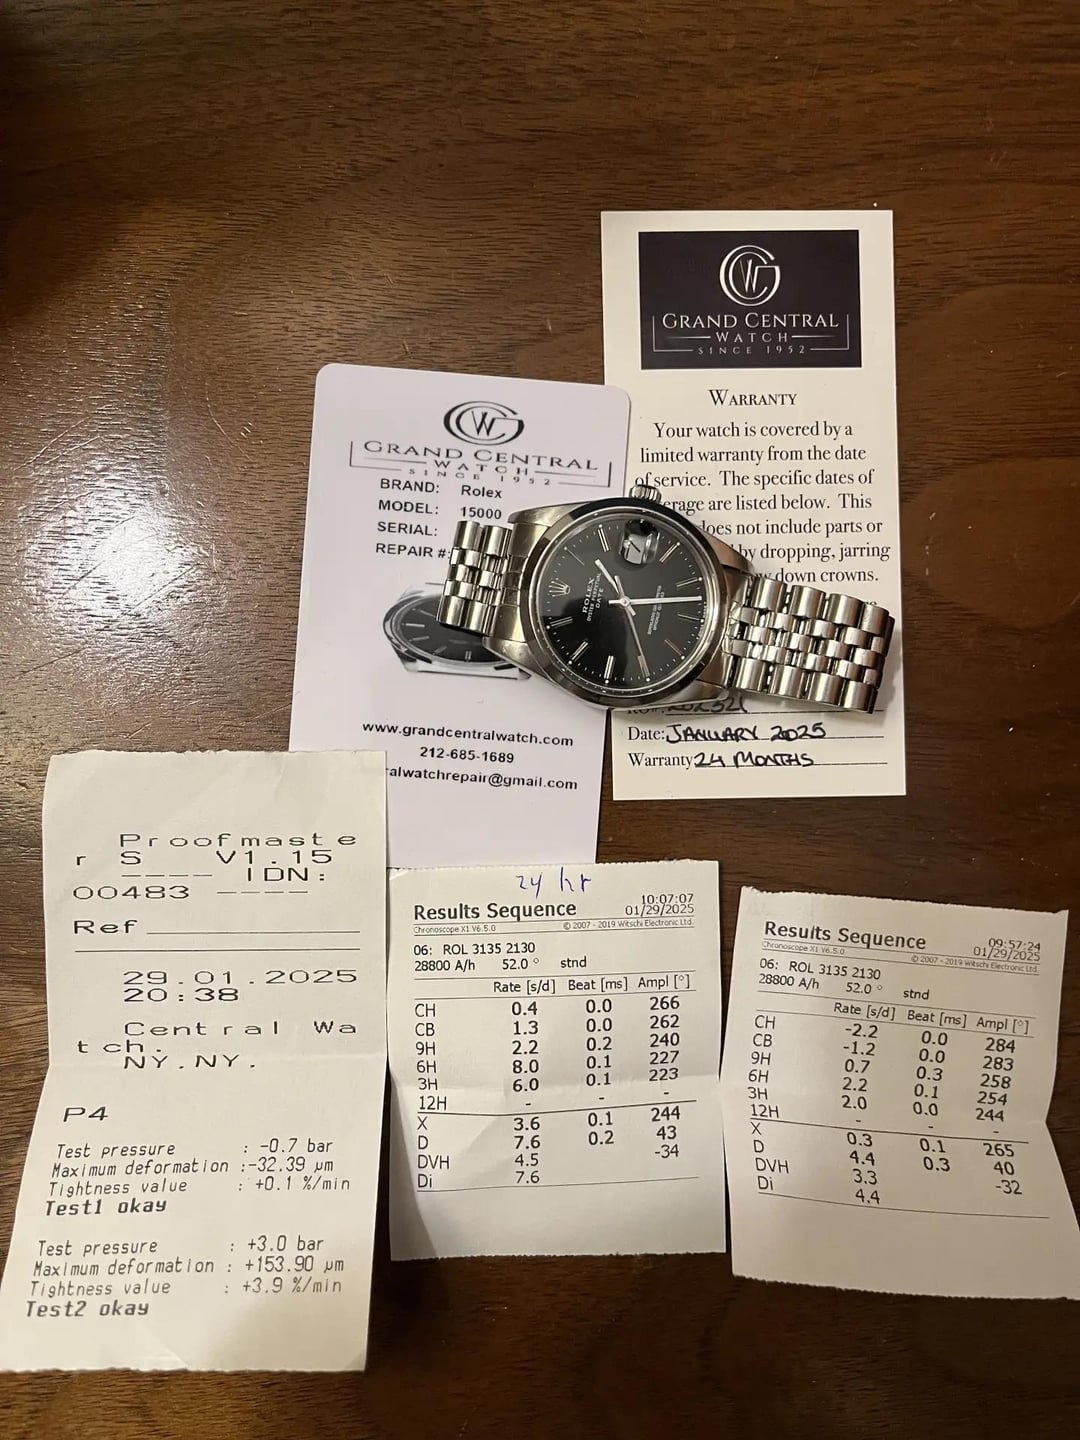 GRAND CENTRAL
WATCH
SINCE 1952
WARRANTY
Your watch is covered by a
limited warranty from the date
of service. The specific dates of
erage are listed below. This
does not include parts or
by dropping, jarring
down crowns.
Date: JANUARY 2025
Warranty 24 MONTHS
GRAND CENTRAL
WATCH
SINCE 1952
BRAND: Rolex
MODEL: 15000
SERIAL:
REPAIR #:
www.grandcentralwatch.com
212-685-1689
ralwatchrepair@gmail.com
ROLEX
OYSTER PERPETUAL
DATE
7
Proofmaste
r S V1.15
---- IDN:
00483 ----
Ref
29.01.2025
20:38
Central Wa
tch.
NY.NY.
P4
Test pressure : -0.7 bar
Maximum deformation :-32.39 µm
Tightness value : +0.1 %/min
Test1 okay
Test pressure : +3.0 bar
Maximum deformation : +153.90 µm
Tightness value : +3.9 %/min
Test2 okay
24 hr
Results Sequence 10:07:07
01/29/2025
Chronoscope X1 V6.5.0 © 2007 - 2019 Witschi Electronic Ltd.
06: ROL 3135 2130
28800 A/h 52.0 ° stnd
Rate [s/d] Beat [ms] Ampl [°]
CH 0.4 0.0 266
CB 1.3 0.0 262
9H 2.2 0.2 240
6H 8.0 0.1 227
3H 6.0 0.1 223
12H - - -
X 3.6 0.1 244
D 7.6 0.2 43
DVH 4.5 -34
Di 7.6
Results Sequence 09:57:24
01/29/2025
Chronoscope X1 V6.5.0 © 2007 - 2019 Witschi Electronic Ltd.
06: ROL 3135 2130
28800 A/h 52.0 ° stnd
Rate [s/d] Beat [ms] Ampl [°]
CH -2.2 0.0 284
CB -1.2 0.0 283
9H 0.7 0.3 258
6H 2.2 0.1 254
3H 2.0 0.0 244
12H - - -
X 0.3 0.1 265
D 4.4 0.3 40
DVH 3.3 -32
Di 4.4